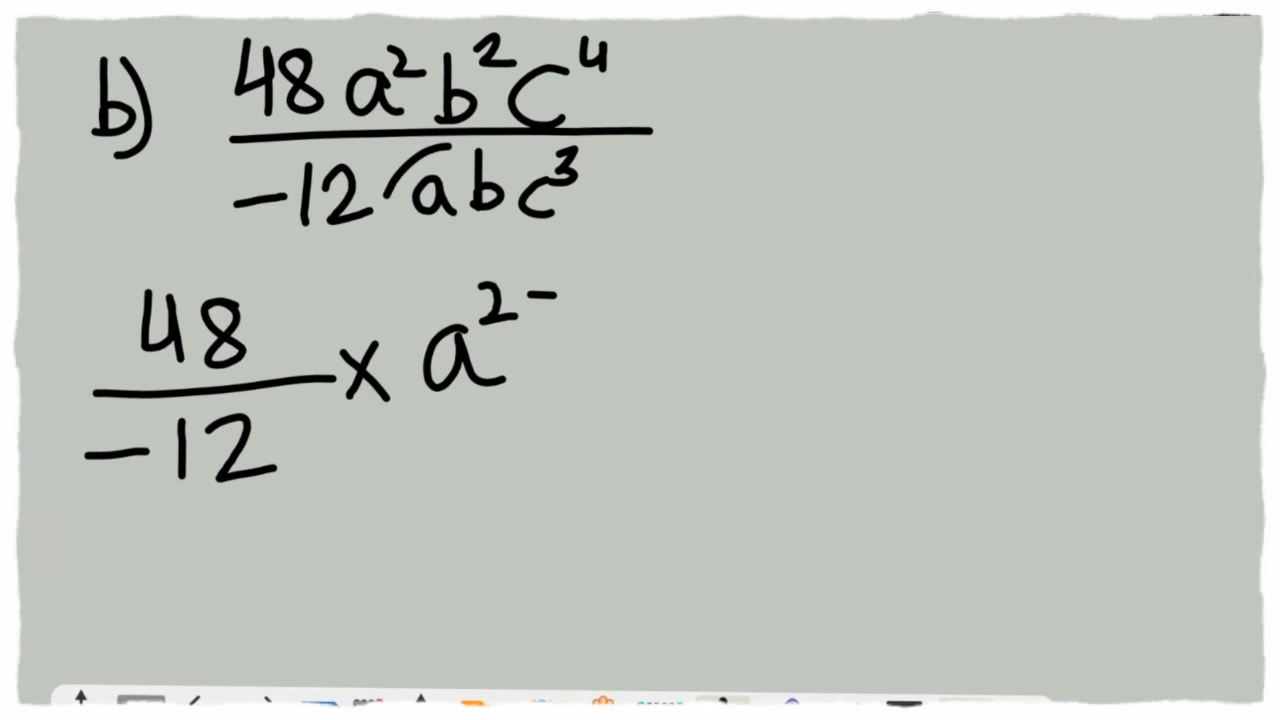 b) 48a²b²c⁴
-12abc³
48
-12 × a²⁻